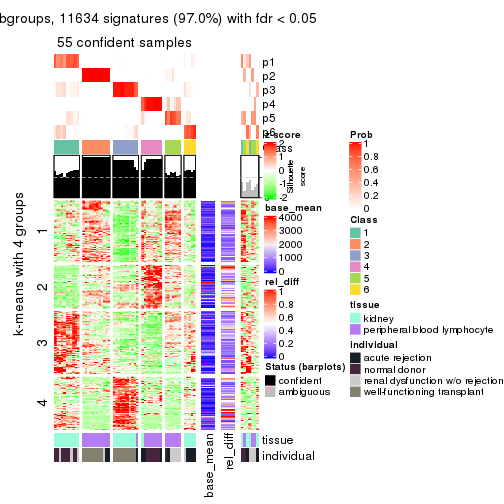 bgroups, 11634 signatures (97.0%) with fdr < 0.05
55 confident samples
p1
p2
p3
p4
p5
p6
Class
Silhouette
score
k-means with 4 groups
1
2
3
4
tissue
individual
base_mean
rel_diff
z-score
2
1
0
-1
-2
base_mean
4000
3000
2000
1000
0
rel_diff
1
0.8
0.6
0.4
0.2
0
Status (barplots)
confident
ambiguous
Prob
1
0.8
0.6
0.4
0.2
0
Class
1
2
3
4
5
6
tissue
kidney
peripheral blood lymphocyte
individual
acute rejection
normal donor
renal dysfunction w/o rejection
well-functioning transplant